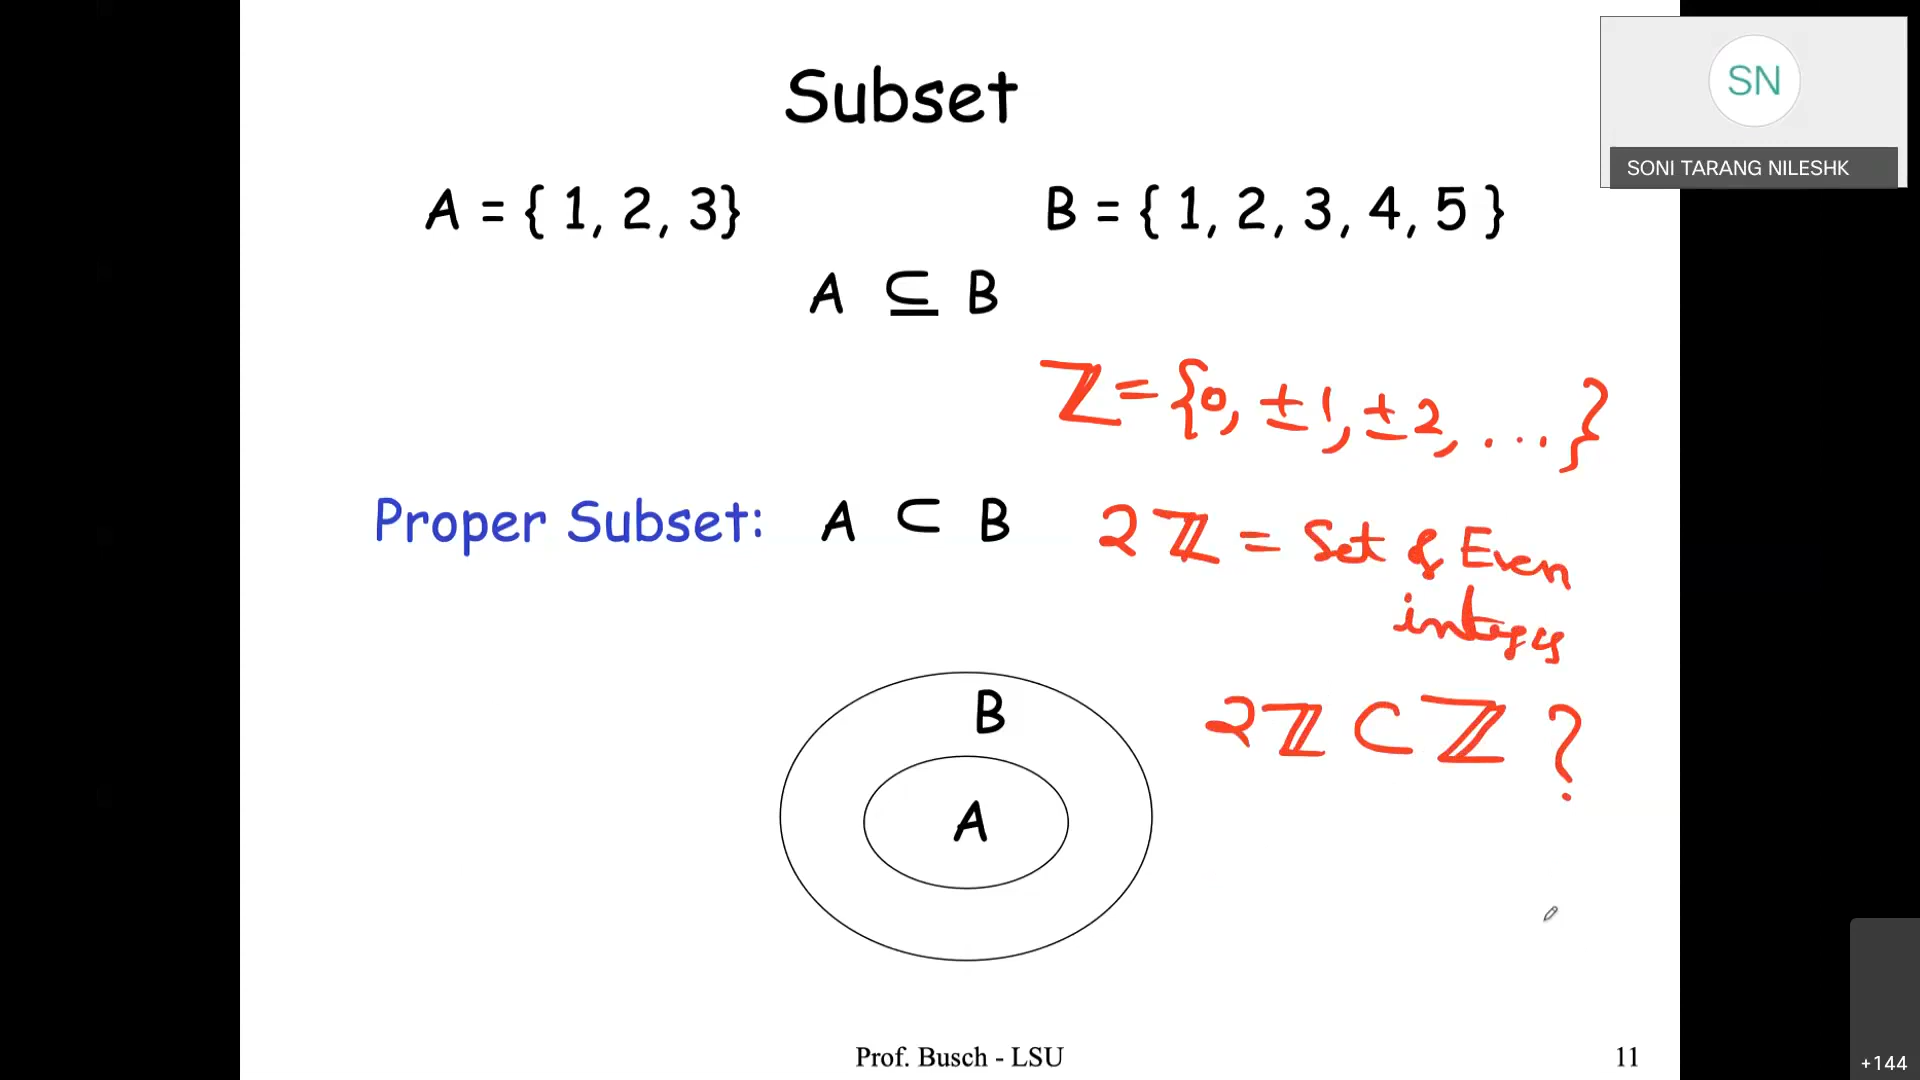 Subset
SN
SONI TARANG NILESHK
A = { 1, 2, 3}
B = { 1, 2, 3, 4, 5 }
A ⊆ B
ℤ = {0, ±1, ±2, ...}
Proper Subset: A ⊂ B
2ℤ = Set of Even
integers
2ℤ ⊂ ℤ ?
B
A
Prof. Busch - LSU
11
+144